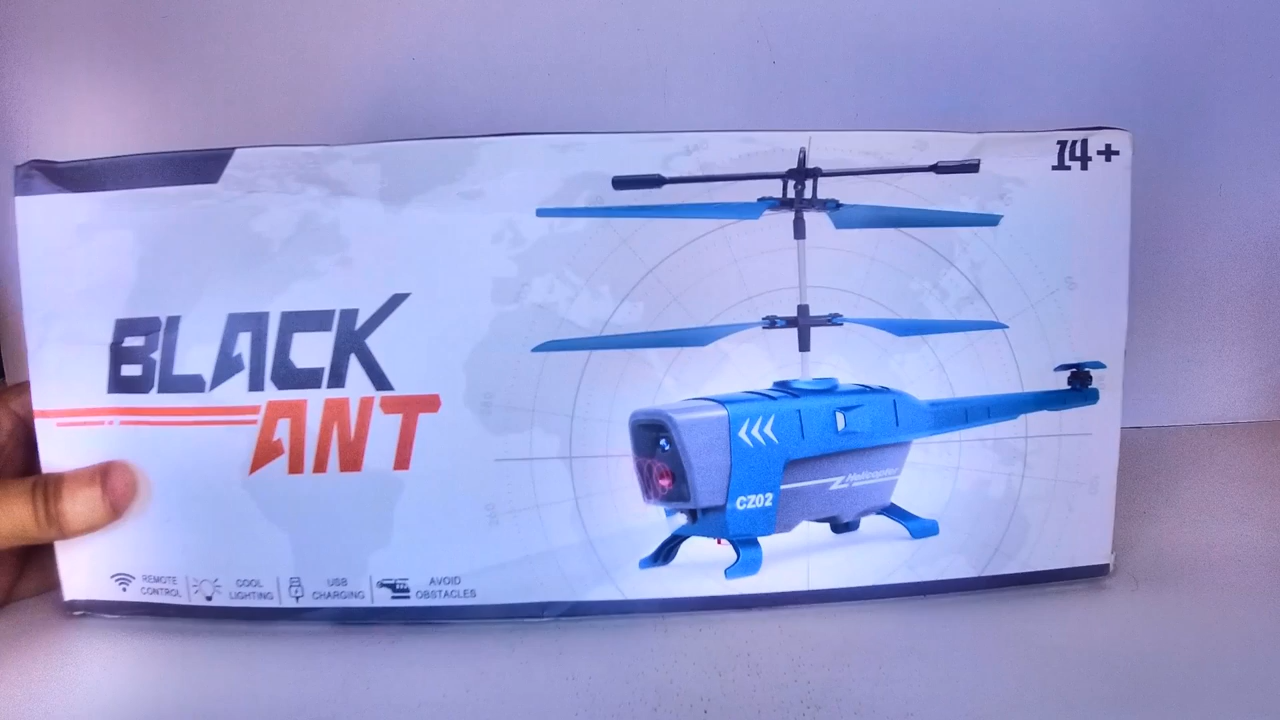 14+
BLACK
ANT
CZ02
Helicopter
REMOTE
CONTROL
COOL
LIGHTING
USB
CHARGING
AVOID
OBSTACLES